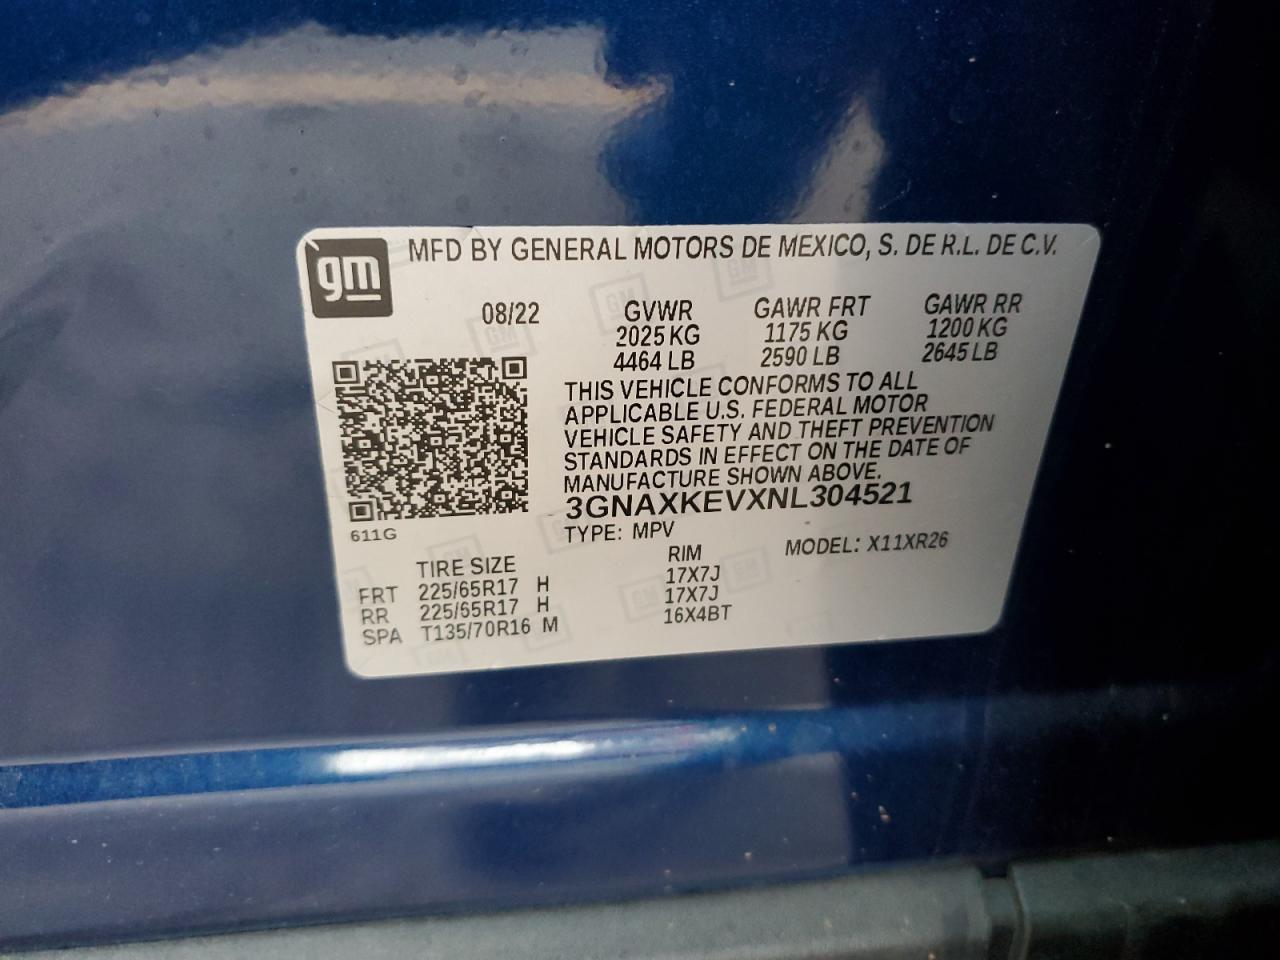 gm
MFD BY GENERAL MOTORS DE MEXICO, S. DE R.L. DE C.V.
08/22 GVWR GAWR FRT GAWR RR
2025 KG 1175 KG 1200 KG
4464 LB 2590 LB 2645 LB
THIS VEHICLE CONFORMS TO ALL
APPLICABLE U.S. FEDERAL MOTOR
VEHICLE SAFETY AND THEFT PREVENTION
STANDARDS IN EFFECT ON THE DATE OF
MANUFACTURE SHOWN ABOVE.
3GNAXKEVXNL304521
611G
TYPE: MPV MODEL: X11XR26
TIRE SIZE RIM
FRT 225/65R17 H 17X7J
RR 225/65R17 H 17X7J
SPA T135/70R16 M 16X4BT